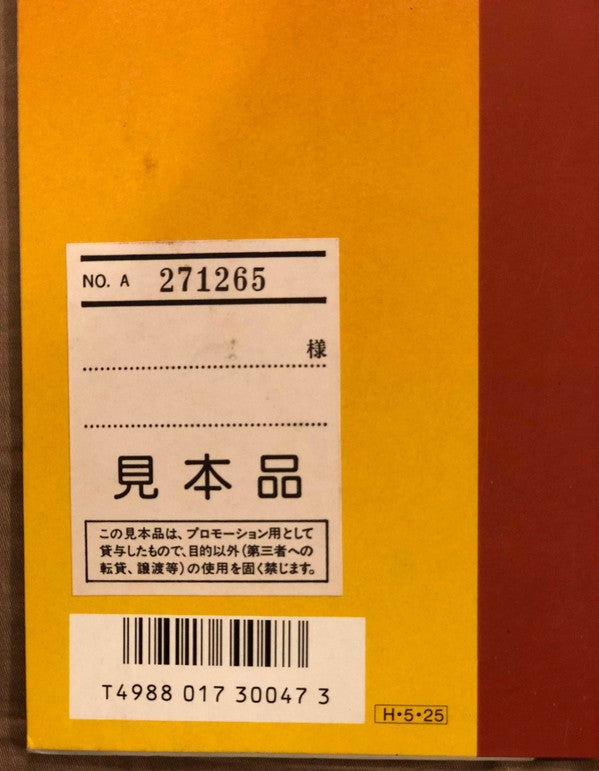 NO. A 271265
様
見本品
この見本品は、プロモーション用として
貸与したもので、目的以外(第三者への
転貸、譲渡等)の使用を固く禁じます。
T4988 017 30047 3
H・5・25